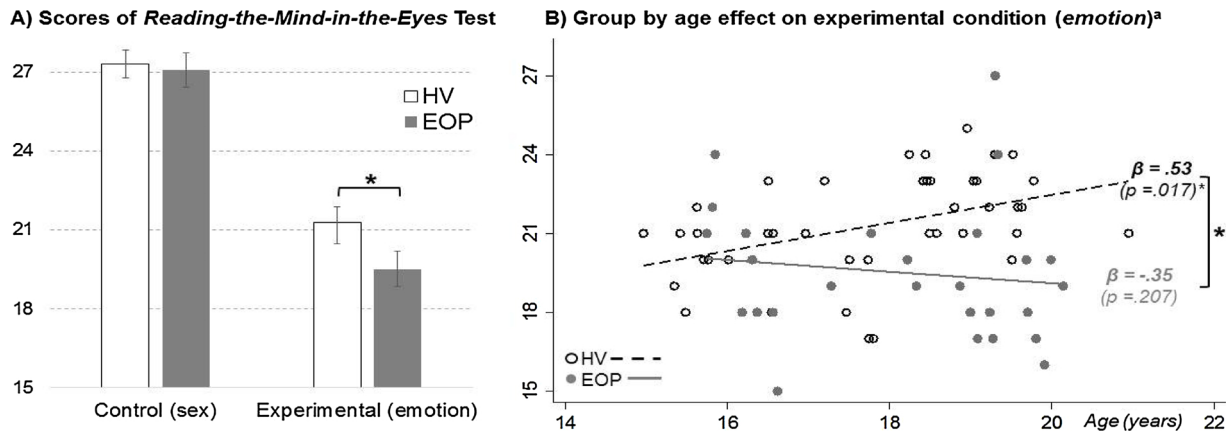 A) Scores of Reading-the-Mind-in-the-Eyes Test
27
24
21
18
15
HV
EOP
*
Control (sex)
Experimental (emotion)
B) Group by age effect on experimental condition (emotion)ᵃ
27
24
21
18
15
β = .53
(p =.017)*
*
β = -.35
(p =.207)
HV
EOP
14
16
18
20
Age (years)
22